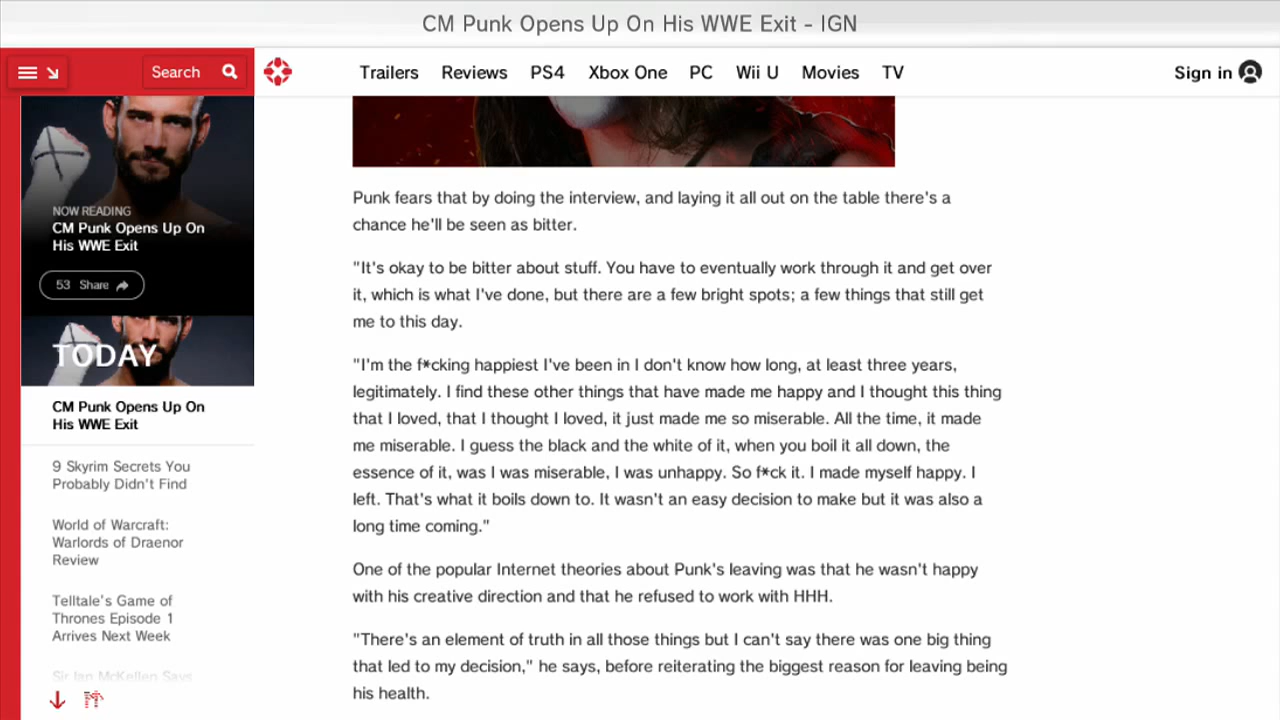 CM Punk Opens Up On His WWE Exit - IGN
Search
Trailers Reviews PS4 Xbox One PC Wii U Movies TV
Sign in
NOW READING
CM Punk Opens Up On
His WWE Exit
53 Share
TODAY
CM Punk Opens Up On
His WWE Exit
9 Skyrim Secrets You
Probably Didn't Find
World of Warcraft:
Warlords of Draenor
Review
Telltale's Game of
Thrones Episode 1
Arrives Next Week
Sir Ian McKellen Says
Punk fears that by doing the interview, and laying it all out on the table there's a
chance he'll be seen as bitter.
"It's okay to be bitter about stuff. You have to eventually work through it and get over
it, which is what I've done, but there are a few bright spots; a few things that still get
me to this day.
"I'm the f*cking happiest I've been in I don't know how long, at least three years,
legitimately. I find these other things that have made me happy and I thought this thing
that I loved, that I thought I loved, it just made me so miserable. All the time, it made
me miserable. I guess the black and the white of it, when you boil it all down, the
essence of it, was I was miserable, I was unhappy. So f*ck it. I made myself happy. I
left. That's what it boils down to. It wasn't an easy decision to make but it was also a
long time coming."
One of the popular Internet theories about Punk's leaving was that he wasn't happy
with his creative direction and that he refused to work with HHH.
"There's an element of truth in all those things but I can't say there was one big thing
that led to my decision," he says, before reiterating the biggest reason for leaving being
his health.